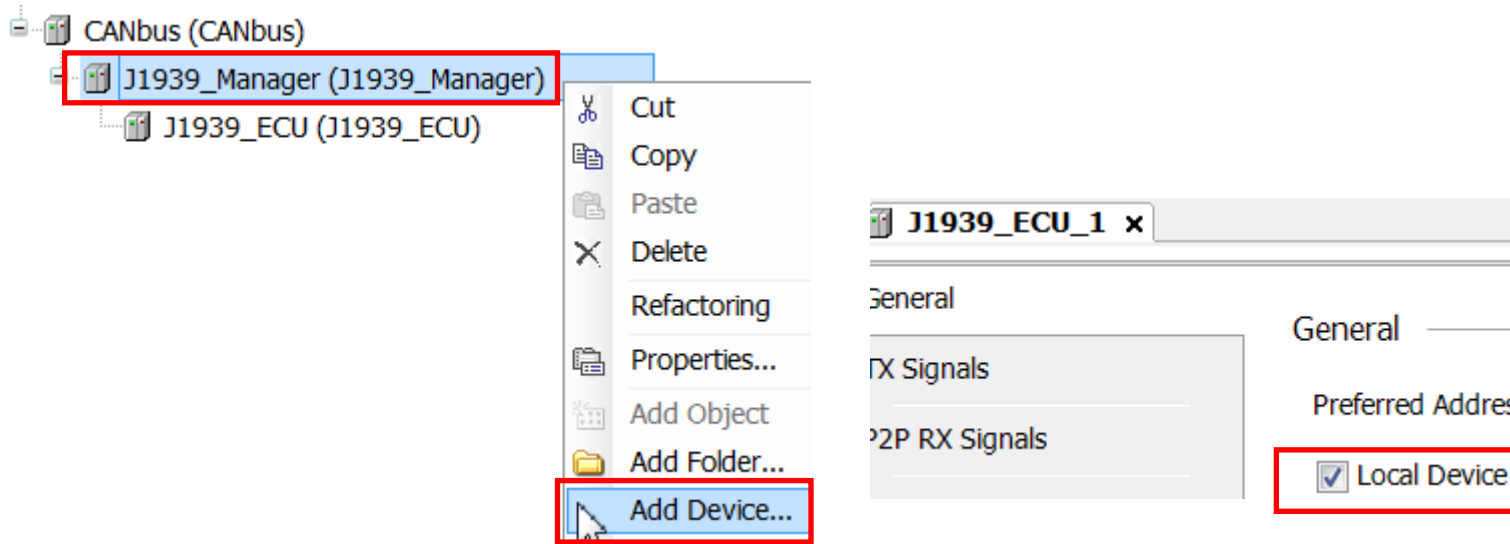 CANbus (CANbus)
J1939_Manager (J1939_Manager)
J1939_ECU (J1939_ECU)
Cut
Copy
Paste
Delete
Refactoring
Properties...
Add Object
Add Folder...
Add Device...
J1939_ECU_1 x
General
TX Signals
P2P RX Signals
General
Preferred Addres
Local Device